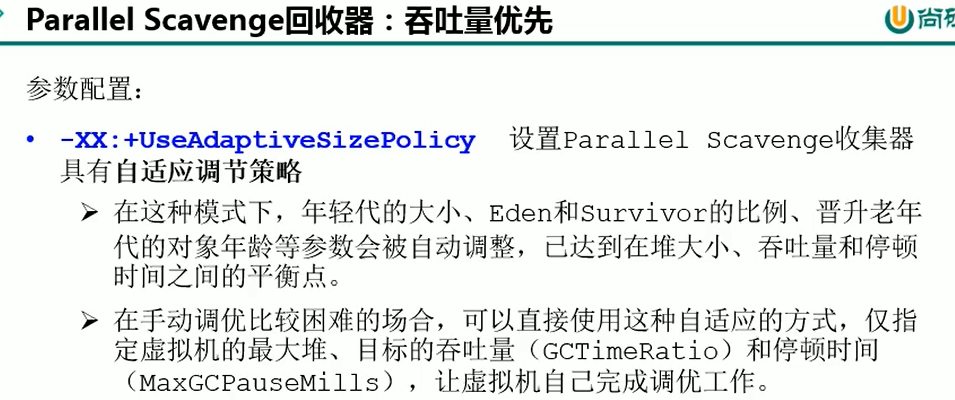 Parallel Scavenge回收器：吞吐量优先
尚硅
参数配置：
• -XX:+UseAdaptiveSizePolicy 设置Parallel Scavenge收集器
具有自适应调节策略
➢ 在这种模式下，年轻代的大小、Eden和Survivor的比例、晋升老年
代的对象年龄等参数会被自动调整，已达到在堆大小、吞吐量和停顿
时间之间的平衡点。
➢ 在手动调优比较困难的场合，可以直接使用这种自适应的方式，仅指
定虚拟机的最大堆、目标的吞吐量（GCTimeRatio）和停顿时间
（MaxGCPauseMills），让虚拟机自己完成调优工作。